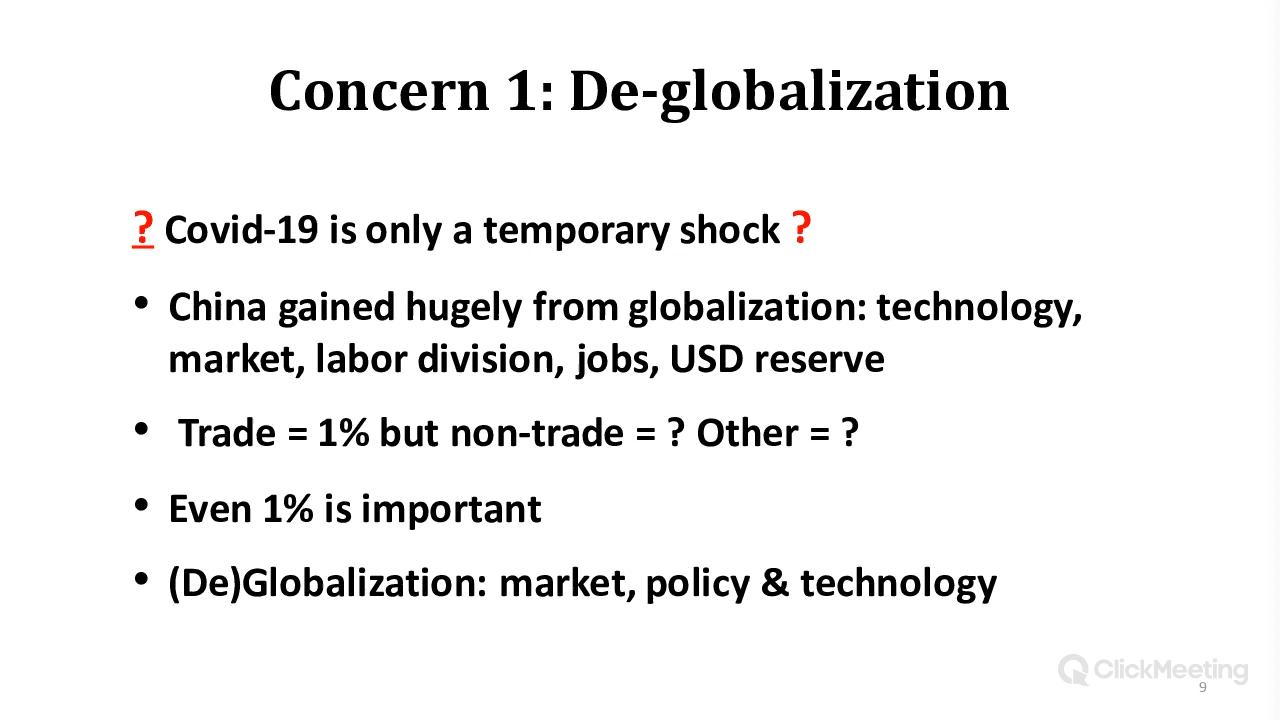 Concern 1: De-globalization
? Covid-19 is only a temporary shock ?
• China gained hugely from globalization: technology,
market, labor division, jobs, USD reserve
• Trade = 1% but non-trade = ? Other = ?
• Even 1% is important
• (De)Globalization: market, policy & technology
ClickMeeting
9